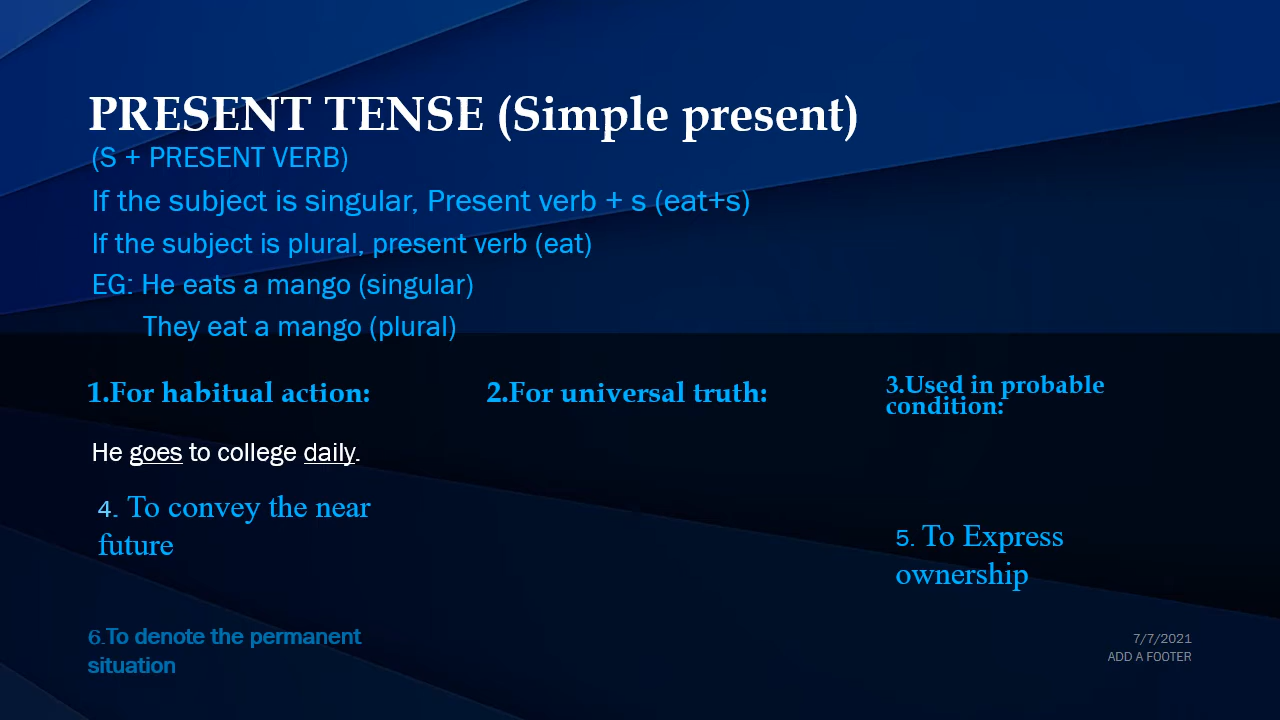 PRESENT TENSE (Simple present)
(S + PRESENT VERB)
If the subject is singular, Present verb + s (eat+s)
If the subject is plural, present verb (eat)
EG: He eats a mango (singular)
They eat a mango (plural)
1.For habitual action:
2.For universal truth:
3.Used in probable
condition:
He goes to college daily.
4. To convey the near
future
5. To Express
ownership
6.To denote the permanent
situation
7/7/2021
ADD A FOOTER